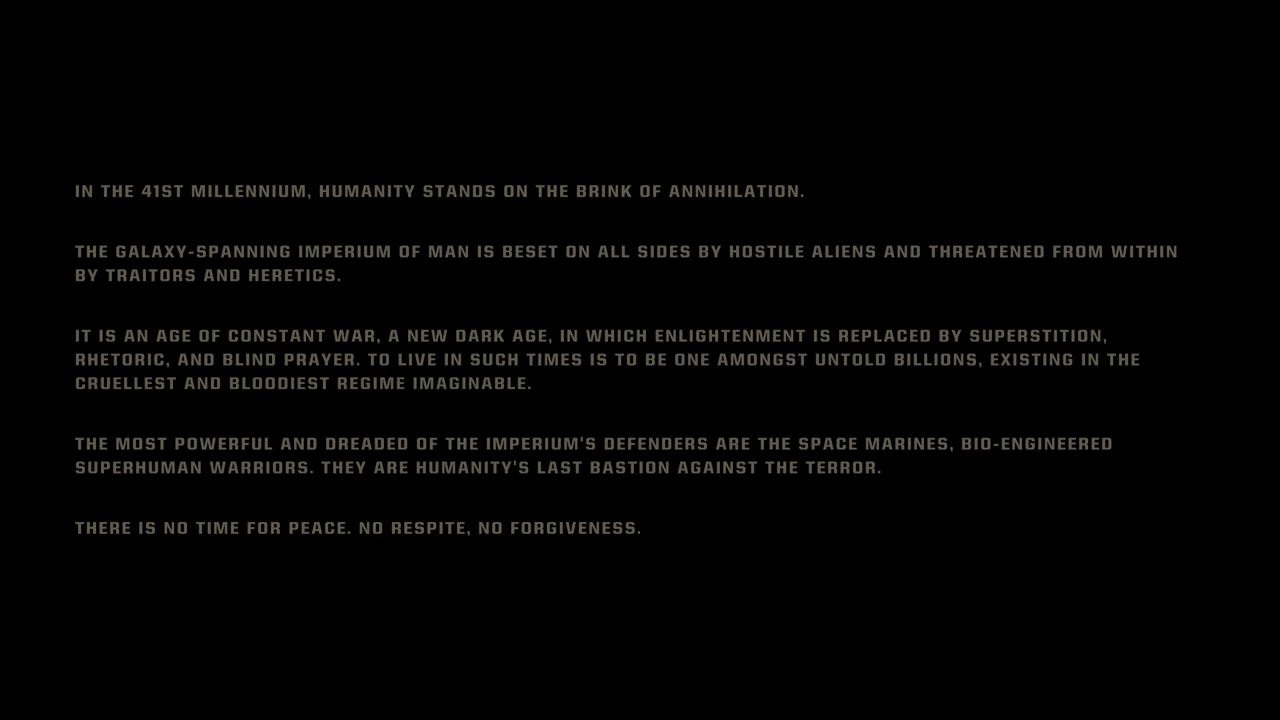 IN THE 41ST MILLENNIUM, HUMANITY STANDS ON THE BRINK OF ANNIHILATION.
THE GALAXY-SPANNING IMPERIUM OF MAN IS BESET ON ALL SIDES BY HOSTILE ALIENS AND THREATENED FROM WITHIN
BY TRAITORS AND HERETICS.
IT IS AN AGE OF CONSTANT WAR, A NEW DARK AGE, IN WHICH ENLIGHTENMENT IS REPLACED BY SUPERSTITION,
RHETORIC, AND BLIND PRAYER. TO LIVE IN SUCH TIMES IS TO BE ONE AMONGST UNTOLD BILLIONS, EXISTING IN THE
CRUELLEST AND BLOODIEST REGIME IMAGINABLE.
THE MOST POWERFUL AND DREADED OF THE IMPERIUM'S DEFENDERS ARE THE SPACE MARINES, BIO-ENGINEERED
SUPERHUMAN WARRIORS. THEY ARE HUMANITY'S LAST BASTION AGAINST THE TERROR.
THERE IS NO TIME FOR PEACE. NO RESPITE, NO FORGIVENESS.